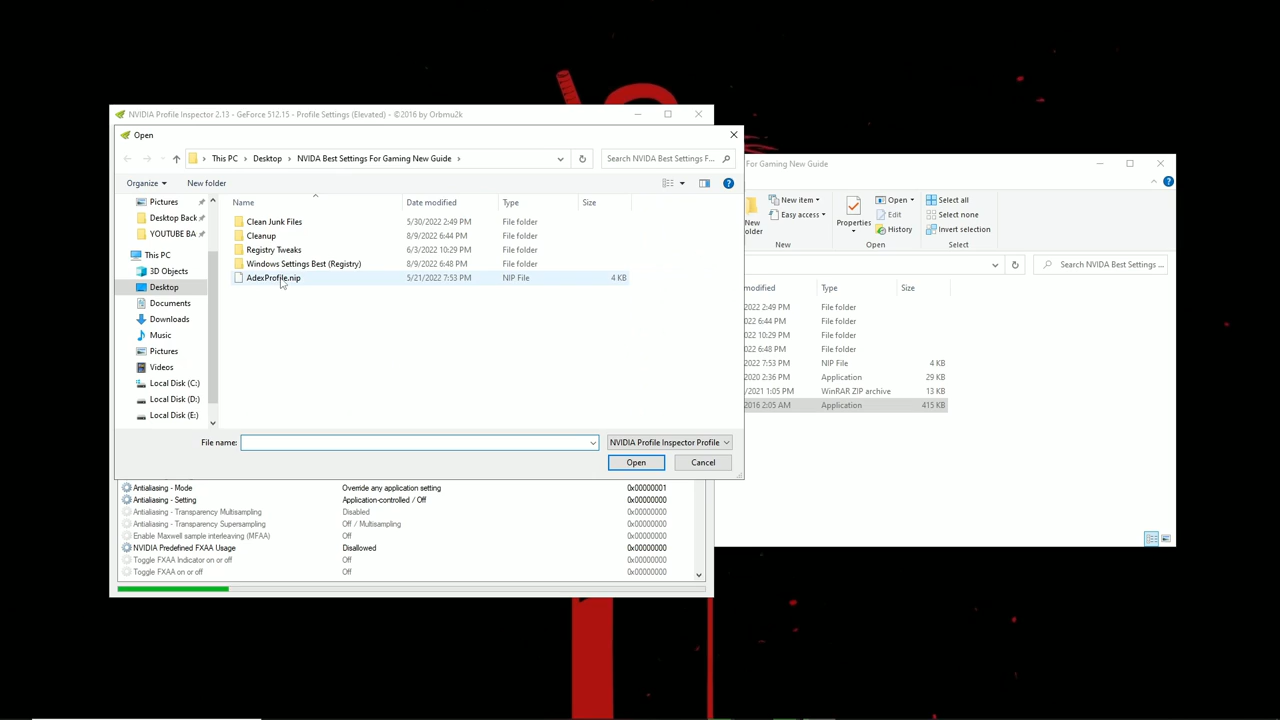 NVIDIA Profile Inspector 2.13 - GeForce 512.15 - Profile Settings (Elevated) - ©2016 by Orbmu2k
Open
This PC > Desktop > NVIDA Best Settings For Gaming New Guide >
Search NVIDA Best Settings F...
Organize
New folder
Pictures
Desktop Back
YOUTUBE BA
This PC
3D Objects
Desktop
Documents
Downloads
Music
Pictures
Videos
Local Disk (C:)
Local Disk (D:)
Local Disk (E:)
Name Date modified Type Size
Clean Junk Files 5/30/2022 2:49 PM File folder
Cleanup 8/9/2022 6:44 PM File folder
Registry Tweaks 6/3/2022 10:29 PM File folder
Windows Settings Best (Registry) 8/9/2022 6:48 PM File folder
AdexProfile.nip 5/21/2022 7:53 PM NIP File 4 KB
File name:
NVIDIA Profile Inspector Profile
Open Cancel
Antialiasing - Mode Override any application setting 0x00000001
Antialiasing - Setting Application-controlled / Off 0x00000000
Antialiasing - Transparency Multisampling Disabled 0x00000000
Antialiasing - Transparency Supersampling Off / Multisampling 0x00000000
Enable Maxwell sample interleaving (MFAA) Off 0x00000000
NVIDIA Predefined FXAA Usage Disallowed 0x00000000
Toggle FXAA Indicator on or off Off 0x00000000
Toggle FXAA on or off Off 0x00000000
For Gaming New Guide
New item
Easy access
New
older
New
Properties
Open
Edit
History
Open
Select all
Select none
Invert selection
Select
Search NVIDA Best Settings ...
modified Type Size
022 2:49 PM File folder
022 6:44 PM File folder
022 10:29 PM File folder
022 6:48 PM File folder
022 7:53 PM NIP File 4 KB
2020 2:36 PM Application 29 KB
/2021 1:05 PM WinRAR ZIP archive 13 KB
2016 2:05 AM Application 415 KB